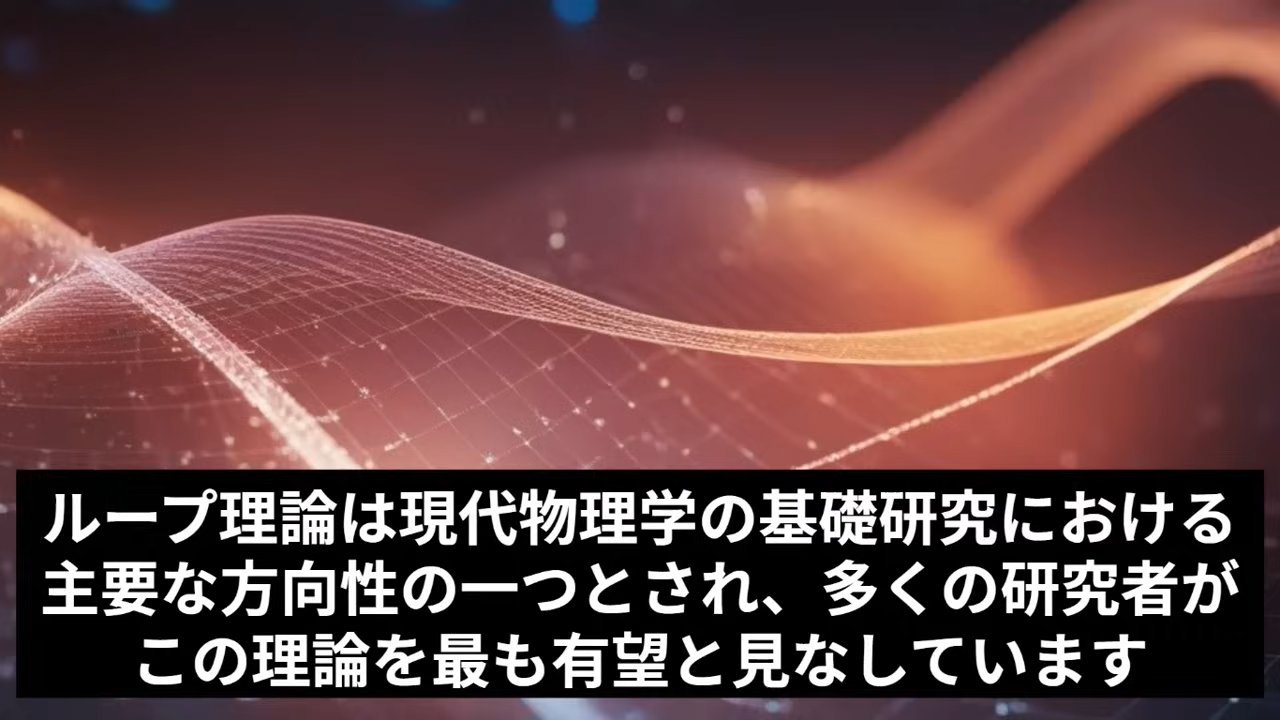 ループ理論は現代物理学の基礎研究における
主要な方向性の一つとされ、多くの研究者が
この理論を最も有望と見なしています